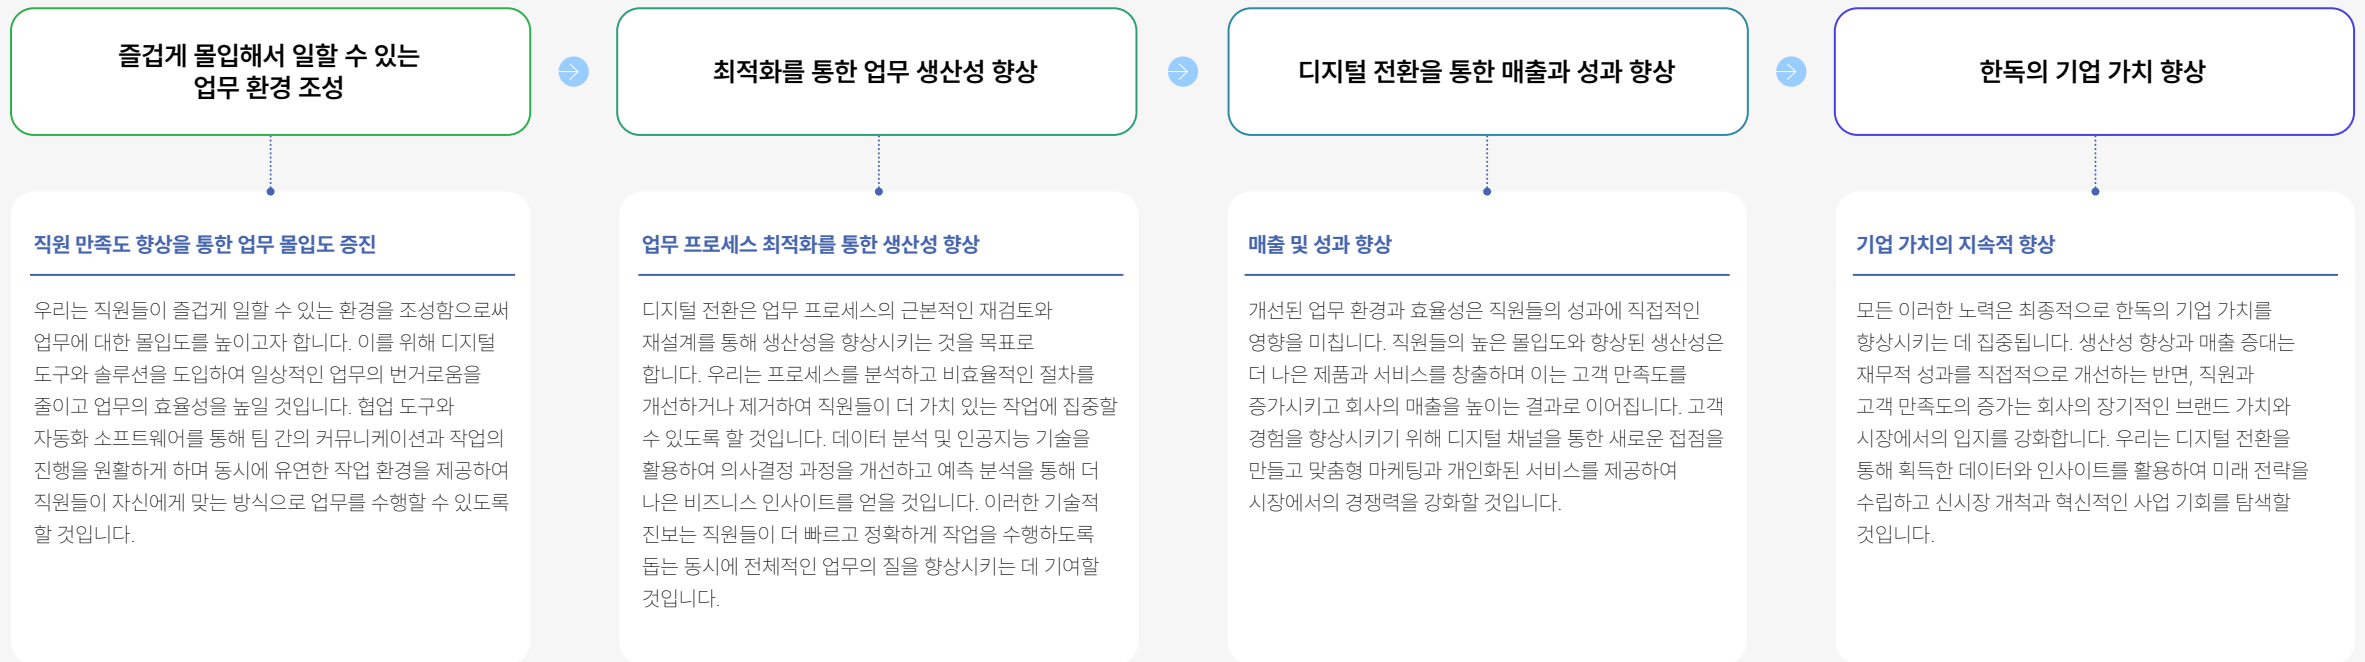 즐겁게 몰입해서 일할 수 있는
업무 환경 조성
최적화를 통한 업무 생산성 향상
디지털 전환을 통한 매출과 성과 향상
한독의 기업 가치 향상
직원 만족도 향상을 통한 업무 몰입도 증진
우리는 직원들이 즐겁게 일할 수 있는 환경을 조성함으로써
업무에 대한 몰입도를 높이고자 합니다. 이를 위해 디지털
도구와 솔루션을 도입하여 일상적인 업무의 번거로움을
줄이고 업무의 효율성을 높일 것입니다. 협업 도구와
자동화 소프트웨어를 통해 팀 간의 커뮤니케이션과 작업의
진행을 원활하게 하며 동시에 유연한 작업 환경을 제공하여
직원들이 자신에게 맞는 방식으로 업무를 수행할 수 있도록
할 것입니다.
업무 프로세스 최적화를 통한 생산성 향상
디지털 전환은 업무 프로세스의 근본적인 재검토와
재설계를 통해 생산성을 향상시키는 것을 목표로
합니다. 우리는 프로세스를 분석하고 비효율적인 절차를
개선하거나 제거하여 직원들이 더 가치 있는 작업에 집중할
수 있도록 할 것입니다. 데이터 분석 및 인공지능 기술을
활용하여 의사결정 과정을 개선하고 예측 분석을 통해 더
나은 비즈니스 인사이트를 얻을 것입니다. 이러한 기술적
진보는 직원들이 더 빠르고 정확하게 작업을 수행하도록
돕는 동시에 전체적인 업무의 질을 향상시키는 데 기여할
것입니다.
매출 및 성과 향상
개선된 업무 환경과 효율성은 직원들의 성과에 직접적인
영향을 미칩니다. 직원들의 높은 몰입도와 향상된 생산성은
더 나은 제품과 서비스를 창출하며 이는 고객 만족도를
증가시키고 회사의 매출을 높이는 결과로 이어집니다. 고객
경험을 향상시키기 위해 디지털 채널을 통한 새로운 접점을
만들고 맞춤형 마케팅과 개인화된 서비스를 제공하여
시장에서의 경쟁력을 강화할 것입니다.
기업 가치의 지속적 향상
모든 이러한 노력은 최종적으로 한독의 기업 가치를
향상시키는 데 집중됩니다. 생산성 향상과 매출 증대는
재무적 성과를 직접적으로 개선하는 반면, 직원과
고객 만족도의 증가는 회사의 장기적인 브랜드 가치와
시장에서의 입지를 강화합니다. 우리는 디지털 전환을
통해 획득한 데이터와 인사이트를 활용하여 미래 전략을
수립하고 신시장 개척과 혁신적인 사업 기회를 탐색할
것입니다.